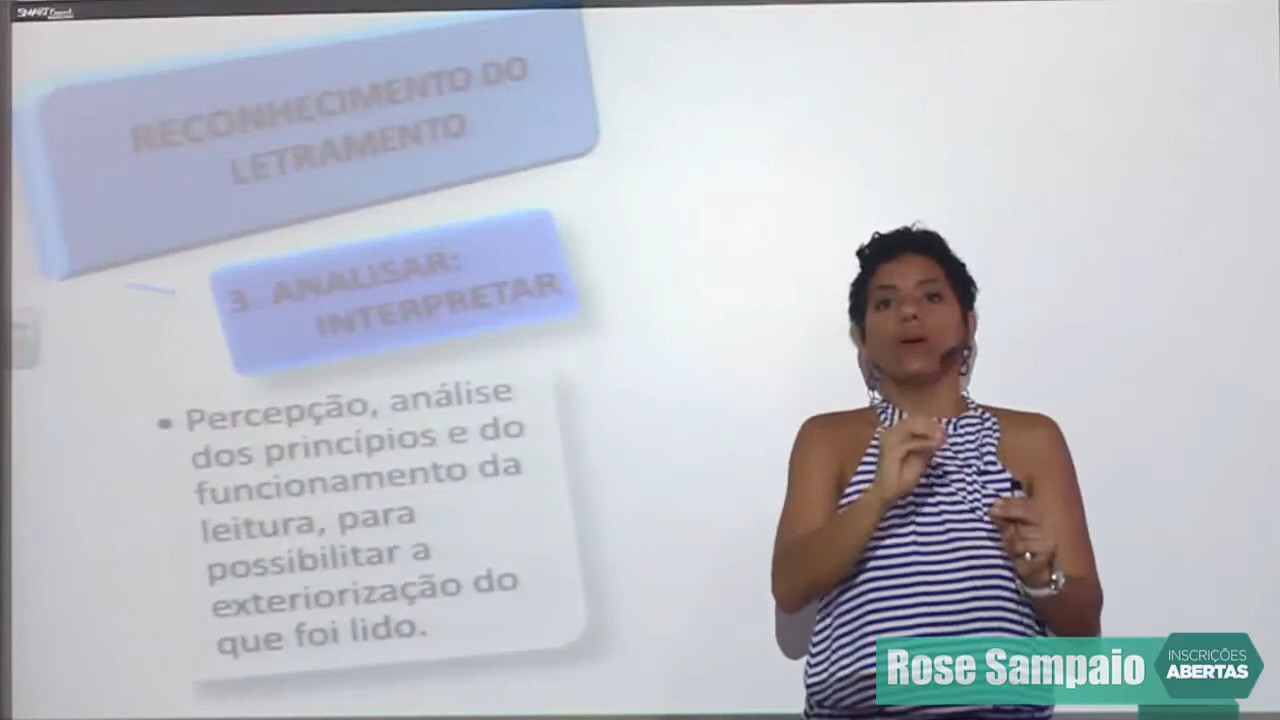 SMART
RECONHECIMENTO DO
LETRAMENTO
3. ANALISAR:
INTERPRETAR
• Percepção, análise
dos princípios e do
funcionamento da
leitura, para
possibilitar a
exteriorização do
que foi lido.
Rose Sampaio
INSCRIÇÕES
ABERTAS